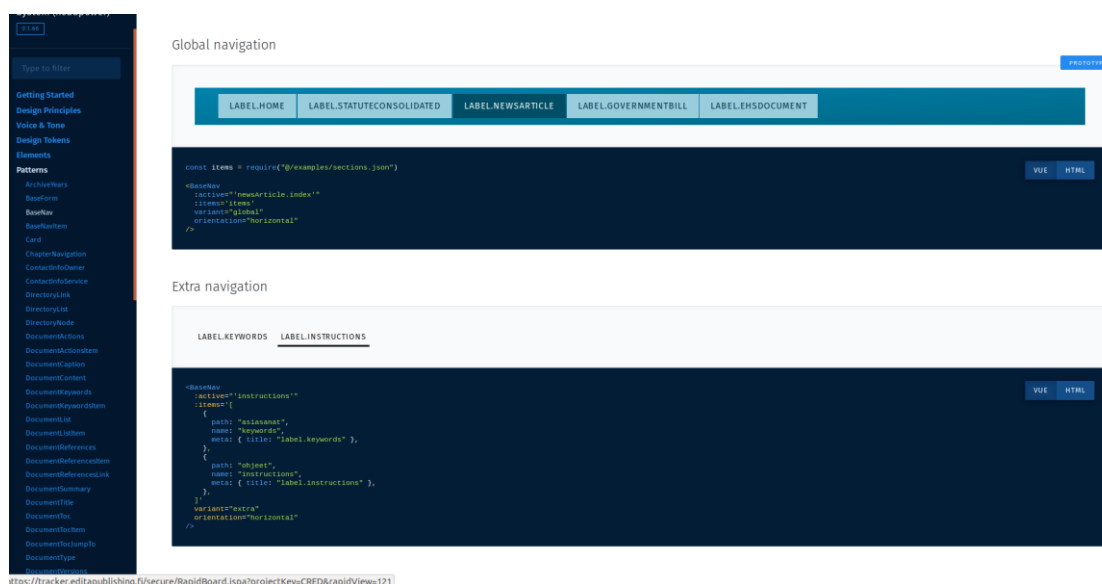 0.1.00
Type to filter
Getting Started
Design Principles
Voice & Tone
Design Tokens
Elements
Patterns
ArchiveYears
BaseForm
BaseNav
BaseNavItem
Card
ChapterNavigation
ContactInfoOwner
ContactInfoService
DirectoryLink
DirectoryList
DirectoryNode
DocumentActions
DocumentActionsItem
DocumentCaption
DocumentContent
DocumentKeywords
DocumentKeywordsItem
DocumentList
DocumentListItem
DocumentReferences
DocumentReferencesItem
DocumentReferencesLink
DocumentSummary
DocumentTitle
DocumentToc
DocumentTocItem
DocumentTocJumpTo
DocumentType
DocumentVersions
Global navigation
PROTOTYP
LABEL.HOME LABEL.STATUTECONSOLIDATED LABEL.NEWSARTICLE LABEL.GOVERNMENTBILL LABEL.EHSDOCUMENT
VUE HTML
const items = require("@/examples/sections.json")
<BaseNav
:active="'newsArticle.index'"
:items='items'
variant="global"
orientation="horizontal"
/>
Extra navigation
LABEL.KEYWORDS LABEL.INSTRUCTIONS
VUE HTML
<BaseNav
:active="'instructions'"
:items='[
{
path: "asiasanat",
name: "keywords",
meta: { title: "label.keywords" },
},
{
path: "ohjeet",
name: "instructions",
meta: { title: "label.instructions" },
},
]'
variant="extra"
orientation="horizontal"
/>
https://tracker.editapublishing.fi/secure/RapidBoard.jspa?projectKey=CRED&rapidView=121